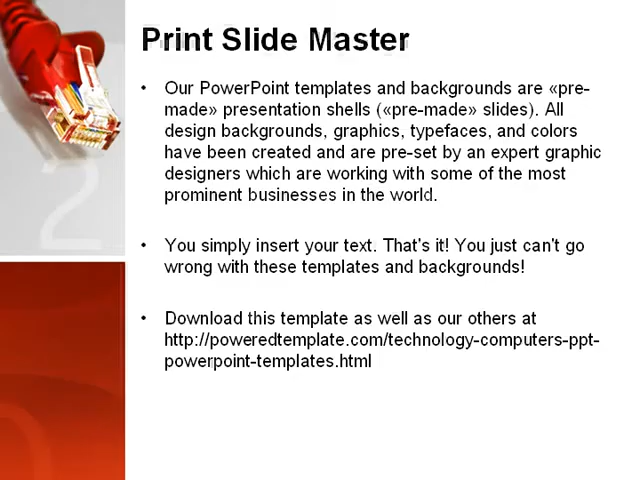 Print Slide Master
• Our PowerPoint templates and backgrounds are «pre-
made» presentation shells («pre-made» slides). All
design backgrounds, graphics, typefaces, and colors
have been created and are pre-set by an expert graphic
designers which are working with some of the most
prominent businesses in the world.
• You simply insert your text. That's it! You just can't go
wrong with these templates and backgrounds!
• Download this template as well as our others at
http://poweredtemplate.com/technology-computers-ppt-
powerpoint-templates.html